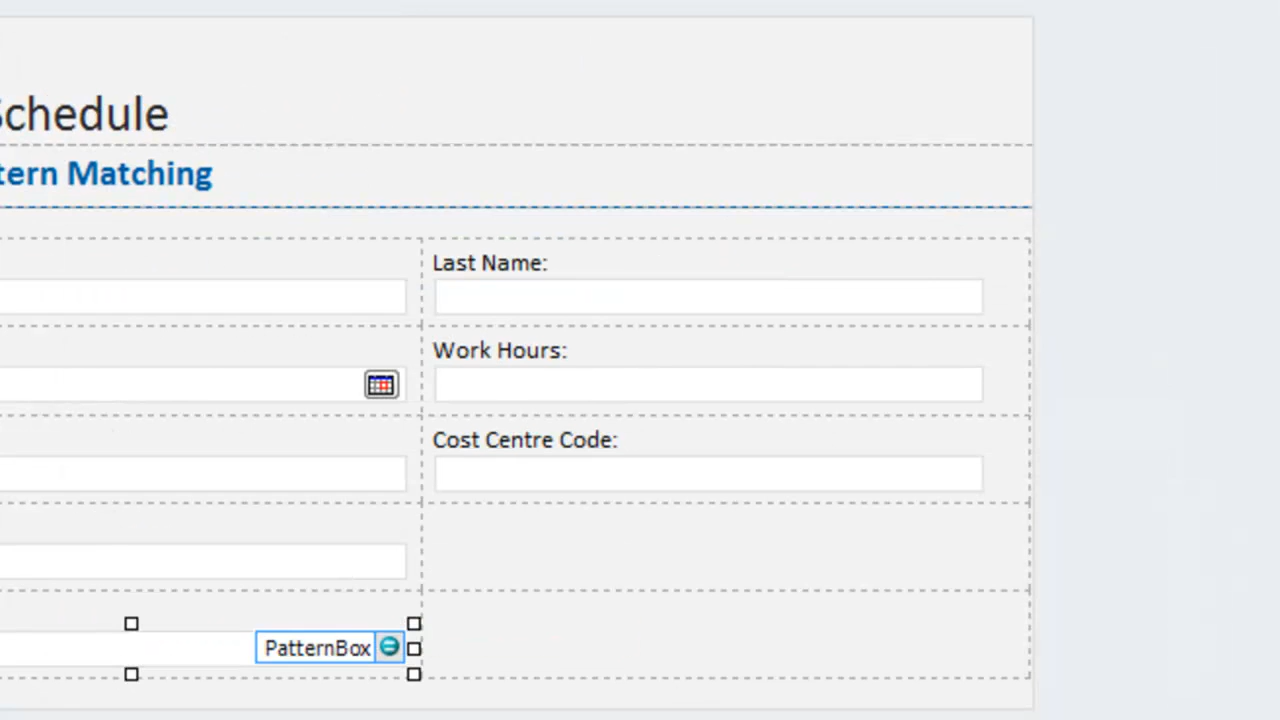 Schedule
tern Matching
Last Name:
Work Hours:
Cost Centre Code:
PatternBox